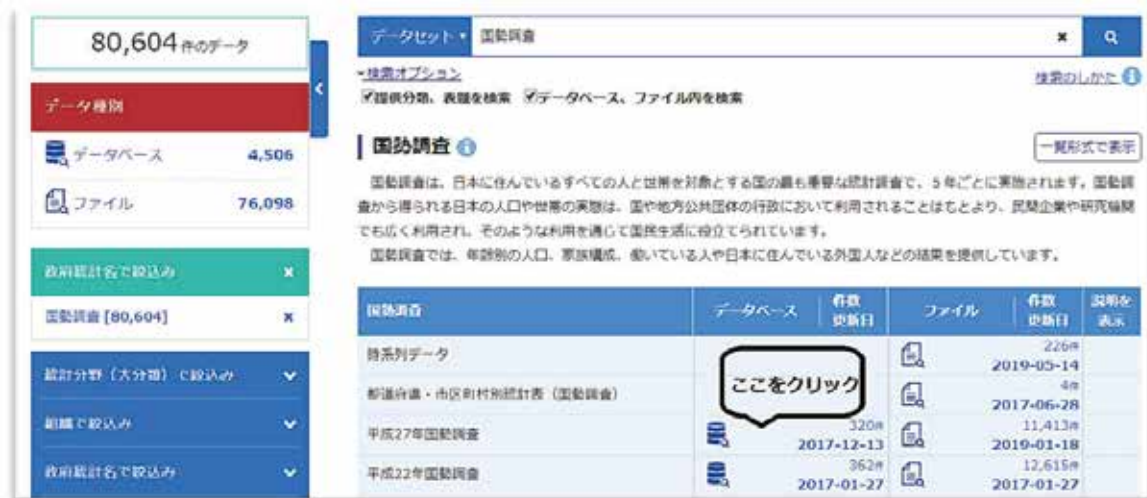 80,604 件のデータ
データ種別
データベース 4,506
ファイル 76,098
政府統計名で絞込み ×
国勢調査 [80,604] ×
統計分野(大分類)で絞込み
組織で絞込み
政府統計名で絞込み
データセット 国勢調査 ×
検索オプション
検索のしかた
提供分類、表題を検索 データベース、ファイル内を検索
国勢調査
一覧形式で表示
国勢調査は、日本に住んでいるすべての人と世帯を対象とする国の最も重要な統計調査で、5年ごとに実施されます。国勢調
査から得られる日本の人口や世帯の実態は、国や地方公共団体の行政において利用されることはもとより、民間企業や研究機関
でも広く利用され、そのような利用を通じて国民生活に役立てられています。
国勢調査では、年齢別の人口、家族構成、働いている人や日本に住んでいる外国人などの結果を提供しています。
国勢調査 データベース 件数 更新日 ファイル 件数 更新日 説明を表示
時系列データ 226件 2019-05-14
都道府県・市区町村別統計表(国勢調査) 4件 2017-06-28
ここをクリック
平成27年国勢調査 320件 2017-12-13 11,413件 2019-01-18
平成22年国勢調査 362件 2017-01-27 12,615件 2017-01-27